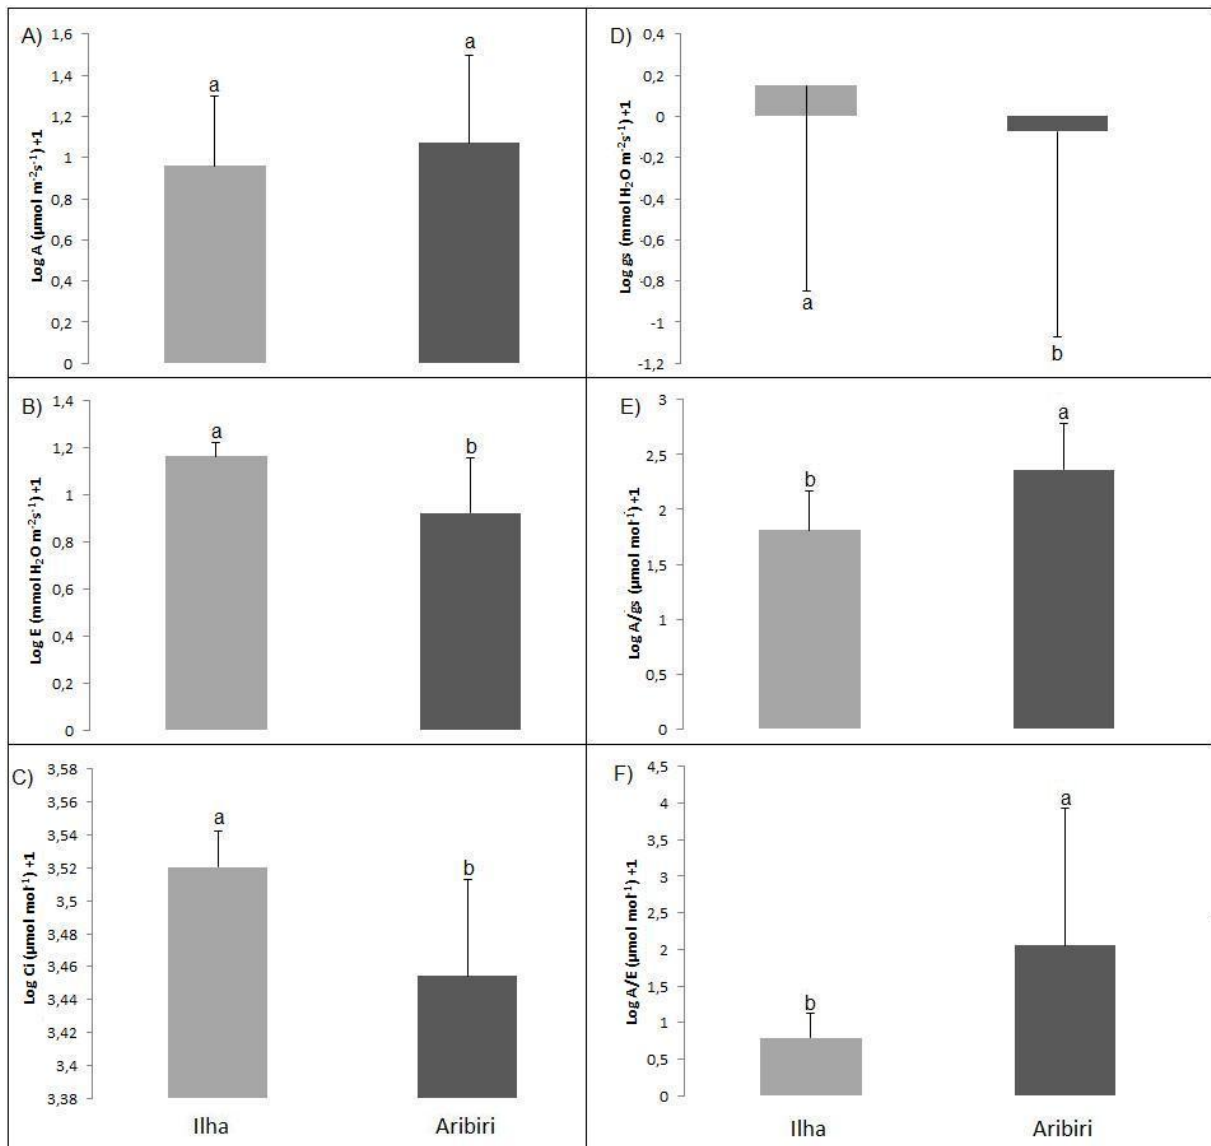 A)
Log A (µmol m⁻²s⁻¹) +1
1,6
1,4
1,2
1
0,8
0,6
0,4
0,2
0
a
a
B)
Log E (mmol H₂O m⁻²s⁻¹) +1
1,4
1,2
1
0,8
0,6
0,4
0,2
0
a
b
C)
Log Ci (µmol mol⁻¹) +1
3,58
3,56
3,54
3,52
3,5
3,48
3,46
3,44
3,42
3,4
3,38
a
b
Ilha
Aribiri
D)
Log gs (mmol H₂O m⁻²s⁻¹) +1
0,4
0,2
0
-0,2
-0,4
-0,6
-0,8
-1
-1,2
a
b
E)
Log A/gs (µmol mol⁻¹) +1
3
2,5
2
1,5
1
0,5
0
b
a
F)
Log A/E (µmol mol⁻¹) +1
4,5
4
3,5
3
2,5
2
1,5
1
0,5
0
b
a
Ilha
Aribiri